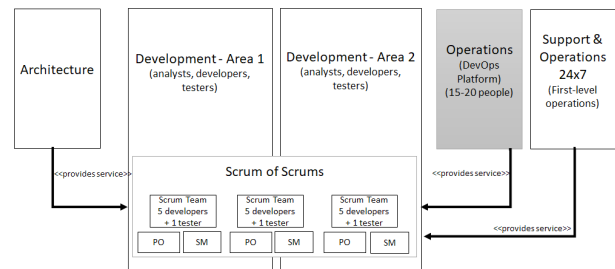 Architecture
Development - Area 1
(analysts, developers,
testers)
Development - Area 2
(analysts, developers,
testers)
Operations
(DevOps
Platform)
(15-20 people)
Support &
Operations
24x7
(First-level
operations)
<<provides service>>
<<provides service>>
<<provides service>>
Scrum of Scrums
Scrum Team
5 developers
+ 1 tester
Scrum Team
5 developers
+ 1 tester
Scrum Team
5 developers
+ 1 tester
PO
SM
PO
SM
PO
SM